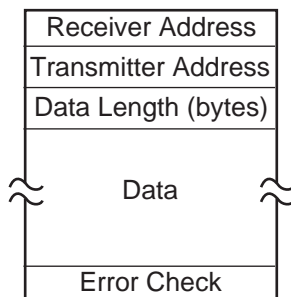 Receiver Address
Transmitter Address
Data Length (bytes)
Data
Error Check